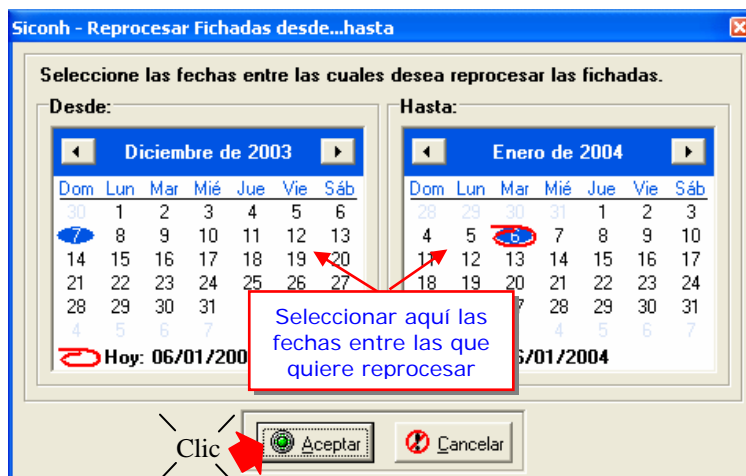 Siconh - Reprocesar Fichadas desde...hasta
Seleccione las fechas entre las cuales desea reprocesar las fichadas.
Desde:
Diciembre de 2003
Dom Lun Mar Mié Jue Vie Sáb
30 1 2 3 4 5 6
7 8 9 10 11 12 13
14 15 16 17 18 19 20
21 22 23 24 25 26 27
28 29 30 31
4 5 6 7
Hoy: 06/01/200
Hasta:
Enero de 2004
Dom Lun Mar Mié Jue Vie Sáb
28 29 30 31 1 2 3
4 5 6 7 8 9 10
11 12 13 14 15 16 17
18 19 20 21 22 23 24
28 29 30 31
4 5 6 7
/01/2004
Seleccionar aquí las
fechas entre las que
quiere reprocesar
Clic
Aceptar
Cancelar